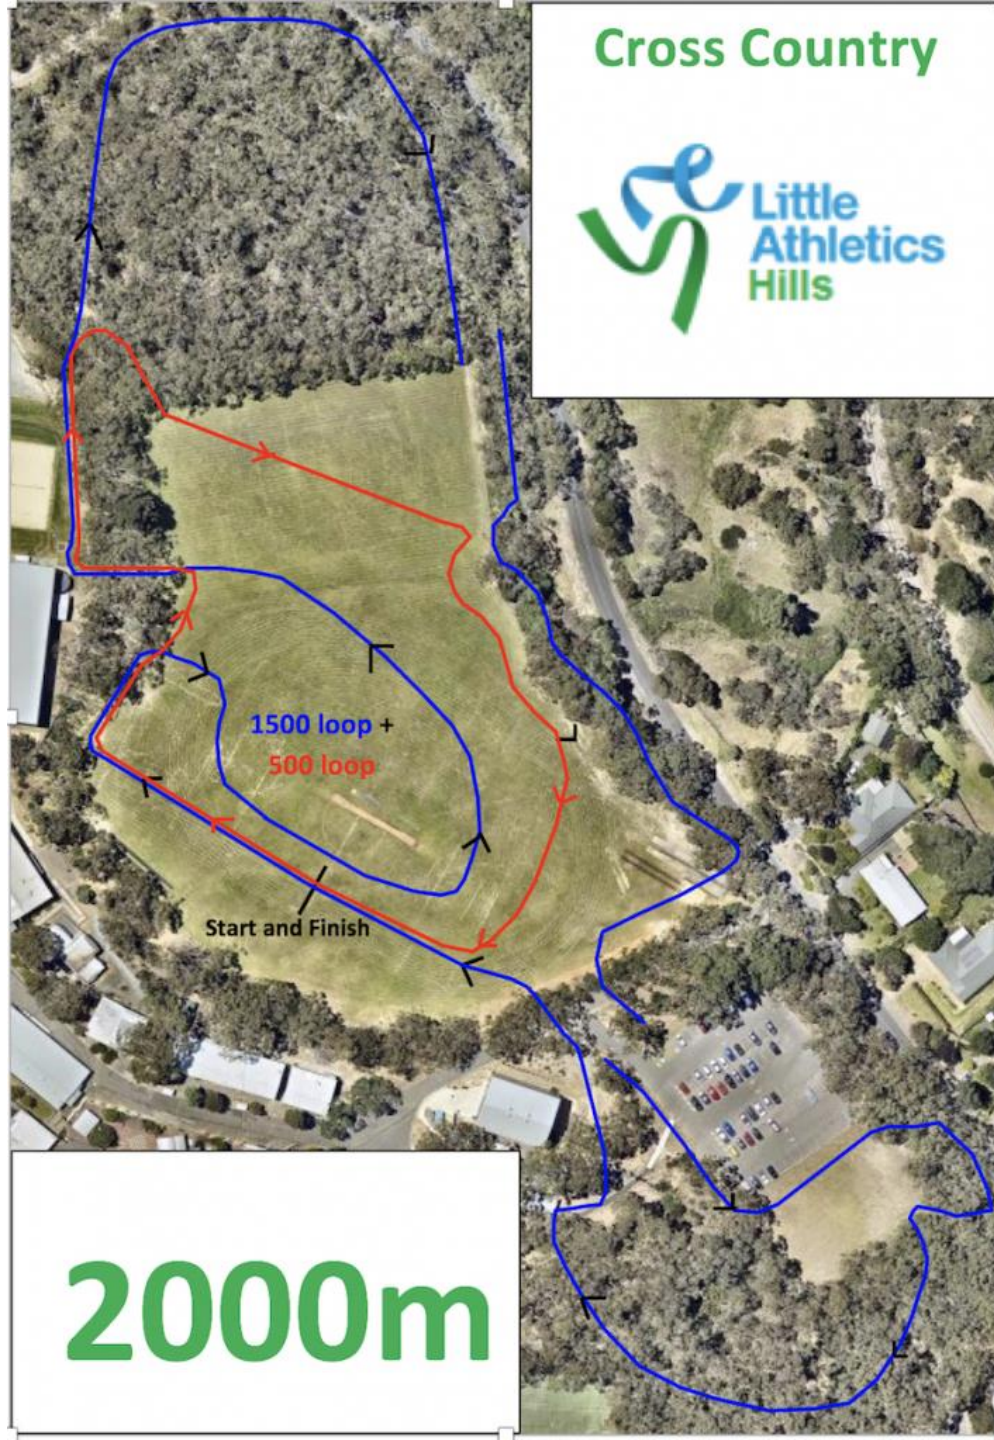 Cross Country
Little
Athletics
Hills
1500 loop +
500 loop
Start and Finish
2000m